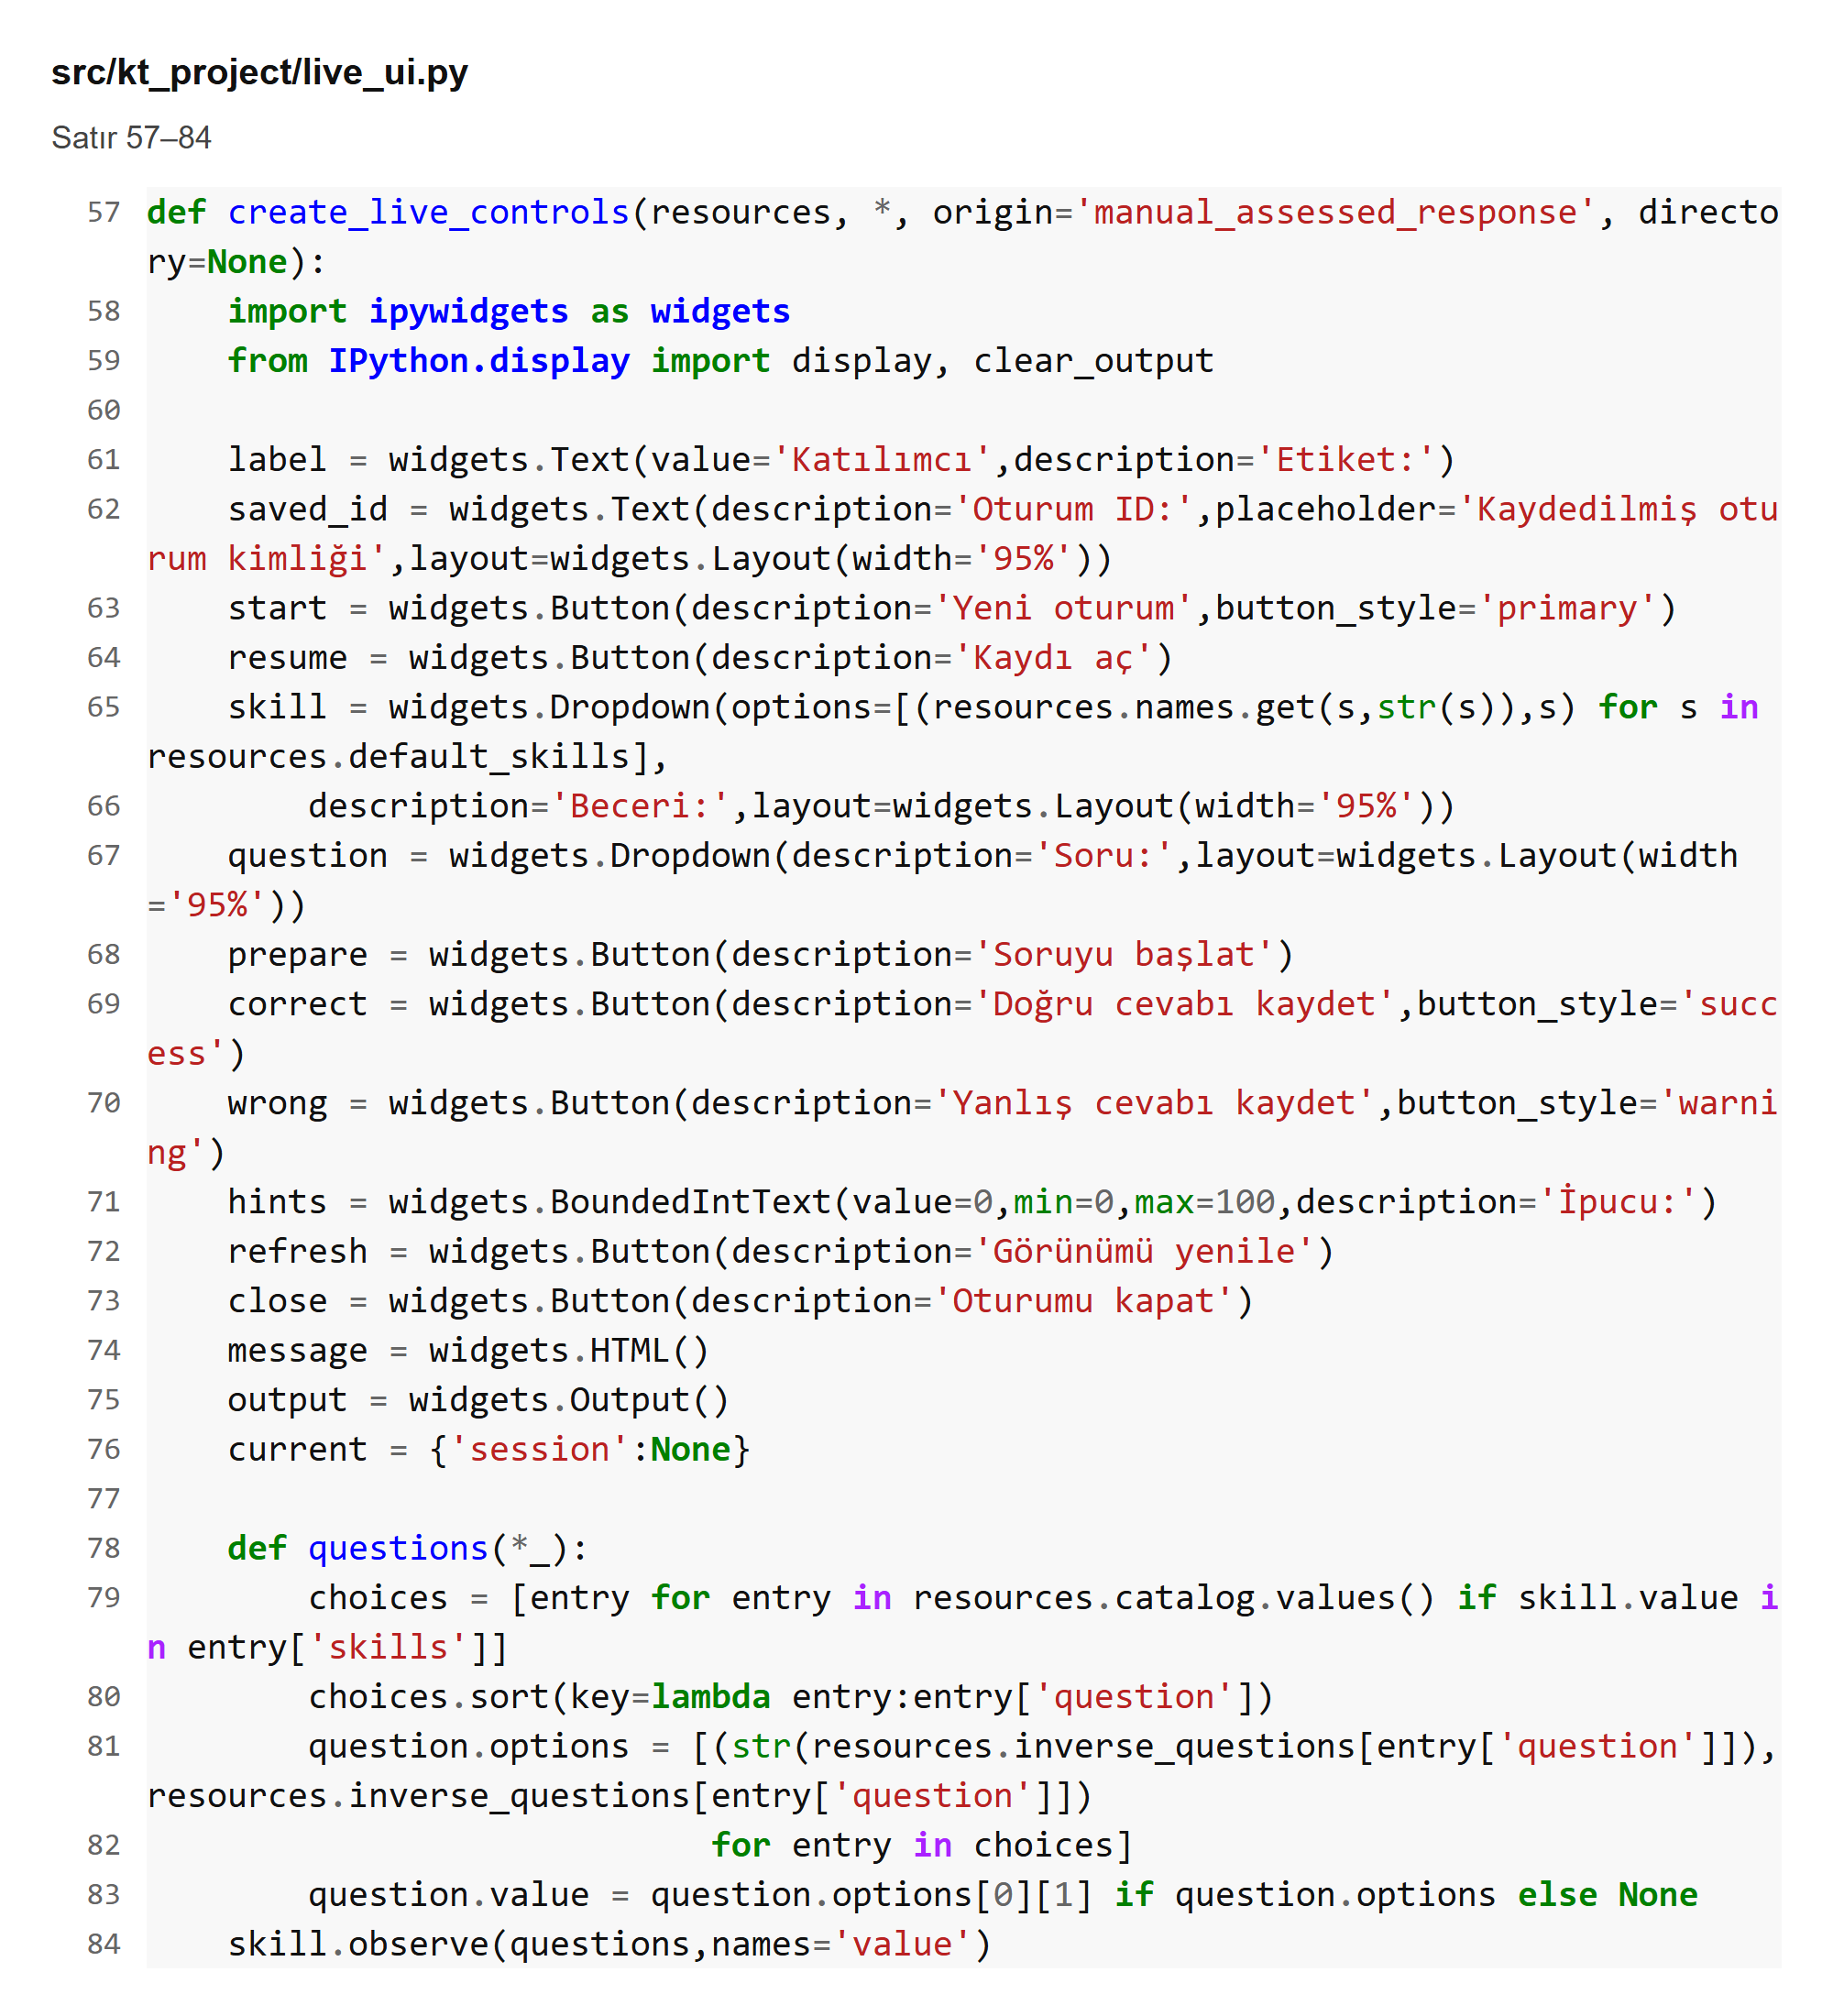 src/kt_project/live_ui.py
Satır 57–84
57 def create_live_controls(resources, *, origin='manual_assessed_response', directo
ry=None):
58     import ipywidgets as widgets
59     from IPython.display import display, clear_output
60
61     label = widgets.Text(value='Katılımcı',description='Etiket:')
62     saved_id = widgets.Text(description='Oturum ID:',placeholder='Kaydedilmiş otu
rum kimliği',layout=widgets.Layout(width='95%'))
63     start = widgets.Button(description='Yeni oturum',button_style='primary')
64     resume = widgets.Button(description='Kaydı aç')
65     skill = widgets.Dropdown(options=[(resources.names.get(s,str(s)),s) for s in
resources.default_skills],
66         description='Beceri:',layout=widgets.Layout(width='95%'))
67     question = widgets.Dropdown(description='Soru:',layout=widgets.Layout(width
='95%'))
68     prepare = widgets.Button(description='Soruyu başlat')
69     correct = widgets.Button(description='Doğru cevabı kaydet',button_style='succ
ess')
70     wrong = widgets.Button(description='Yanlış cevabı kaydet',button_style='warni
ng')
71     hints = widgets.BoundedIntText(value=0,min=0,max=100,description='İpucu:')
72     refresh = widgets.Button(description='Görünümü yenile')
73     close = widgets.Button(description='Oturumu kapat')
74     message = widgets.HTML()
75     output = widgets.Output()
76     current = {'session':None}
77
78     def questions(*_):
79         choices = [entry for entry in resources.catalog.values() if skill.value i
n entry['skills']]
80         choices.sort(key=lambda entry:entry['question'])
81         question.options = [(str(resources.inverse_questions[entry['question']]),
resources.inverse_questions[entry['question']])
82                             for entry in choices]
83         question.value = question.options[0][1] if question.options else None
84     skill.observe(questions,names='value')